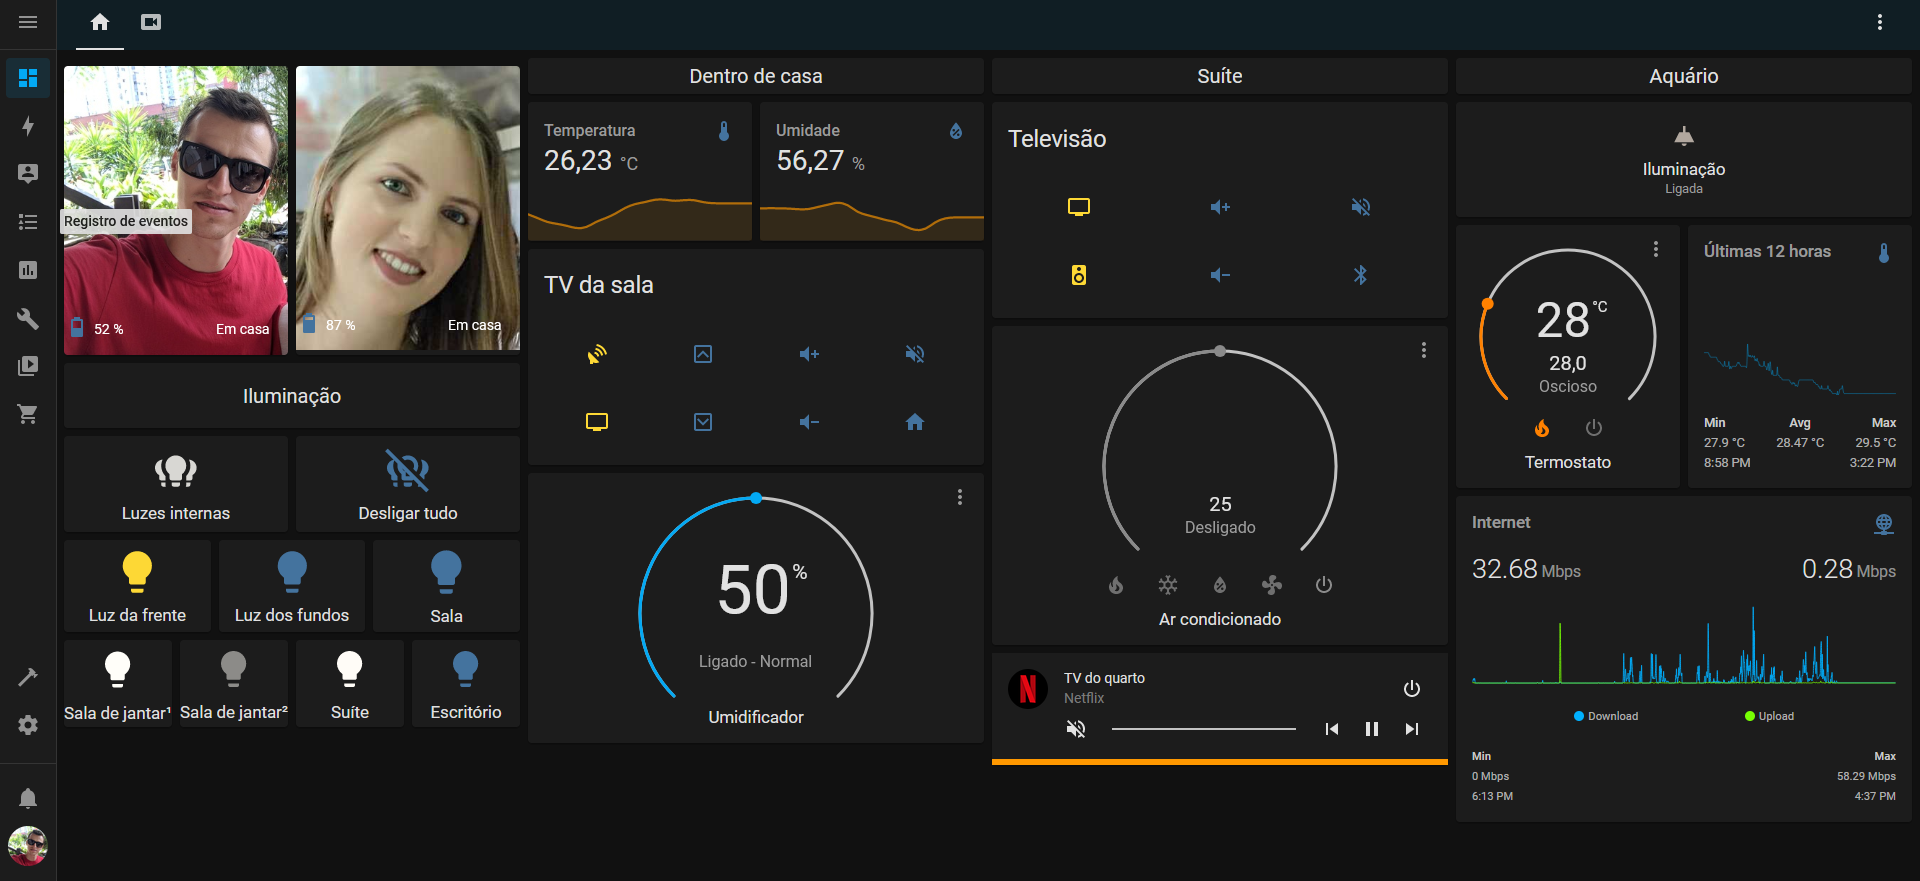 Registro de eventos
52 %
Em casa
87 %
Em casa
Iluminação
Luzes internas
Desligar tudo
Luz da frente
Luz dos fundos
Sala
Sala de jantar¹
Sala de jantar²
Suíte
Escritório
Dentro de casa
Temperatura
26,23 °C
Umidade
56,27 %
TV da sala
50 %
Ligado - Normal
Umidificador
Suíte
Televisão
25
Desligado
Ar condicionado
N
TV do quarto
Netflix
Aquário
Iluminação
Ligada
28 °C
28,0
Oscioso
Termostato
Últimas 12 horas
Min Avg Max
27.9 °C 28.47 °C 29.5 °C
8:58 PM 3:22 PM
Internet
32.68 Mbps 0.28 Mbps
Download Upload
Min Max
0 Mbps 58.29 Mbps
6:13 PM 4:37 PM